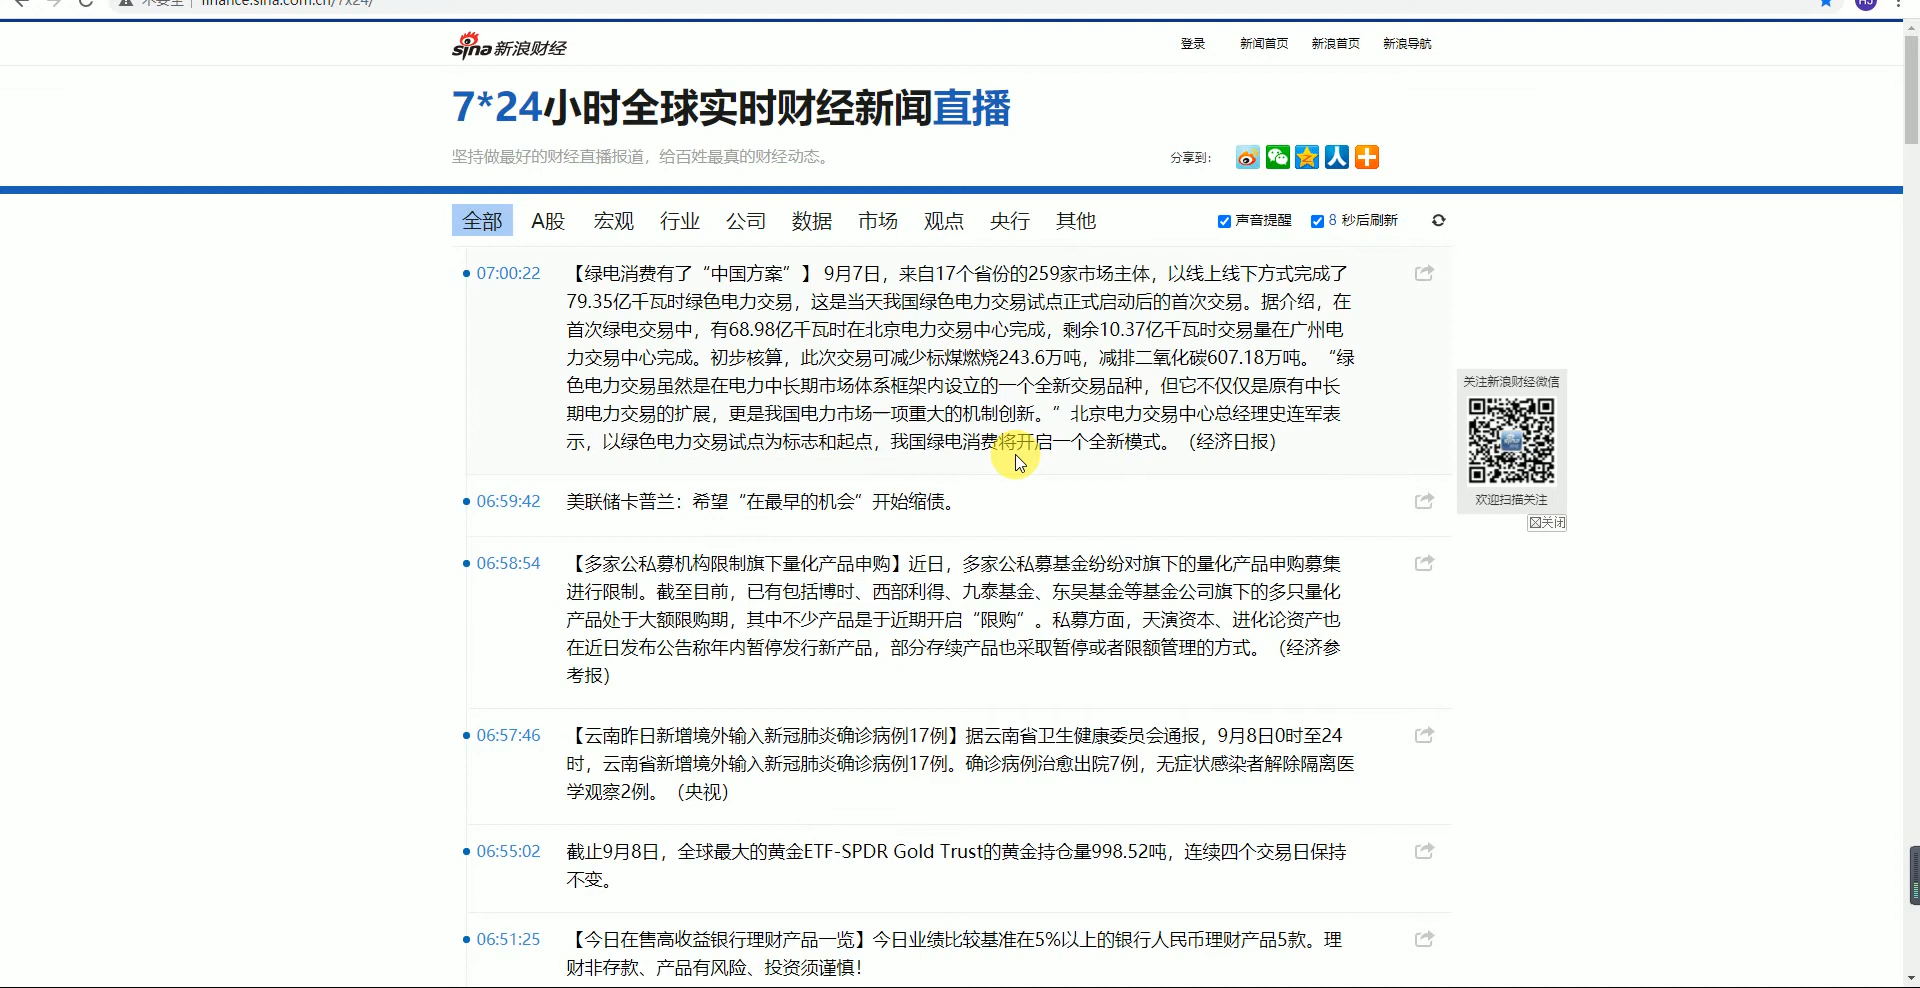 不安全 | finance.sina.com.cn/7x24/
HJ
sina 新浪财经
登录 新闻首页 新浪首页 新浪导航
7*24小时全球实时财经新闻直播
坚持做最好的财经直播报道，给百姓最真的财经动态。
分享到：
全部 A股 宏观 行业 公司 数据 市场 观点 央行 其他
声音提醒 8 秒后刷新
07:00:22 【绿电消费有了“中国方案”】9月7日，来自17个省份的259家市场主体，以线上线下方式完成了
79.35亿千瓦时绿色电力交易，这是当天我国绿色电力交易试点正式启动后的首次交易。据介绍，在
首次绿电交易中，有68.98亿千瓦时在北京电力交易中心完成，剩余10.37亿千瓦时交易量在广州电
力交易中心完成。初步核算，此次交易可减少标煤燃烧243.6万吨，减排二氧化碳607.18万吨。“绿
色电力交易虽然是在电力中长期市场体系框架内设立的一个全新交易品种，但它不仅仅是原有中长
期电力交易的扩展，更是我国电力市场一项重大的机制创新。”北京电力交易中心总经理史连军表
示，以绿色电力交易试点为标志和起点，我国绿电消费将开启一个全新模式。（经济日报）
关注新浪财经微信
欢迎扫描关注
关闭
06:59:42 美联储卡普兰：希望“在最早的机会”开始缩债。
06:58:54 【多家公私募机构限制旗下量化产品申购】近日，多家公私募基金纷纷对旗下的量化产品申购募集
进行限制。截至目前，已有包括博时、西部利得、九泰基金、东吴基金等基金公司旗下的多只量化
产品处于大额限购期，其中不少产品是于近期开启“限购”。私募方面，天演资本、进化论资产也
在近日发布公告称年内暂停发行新产品，部分存续产品也采取暂停或者限额管理的方式。（经济参
考报）
06:57:46 【云南昨日新增境外输入新冠肺炎确诊病例17例】据云南省卫生健康委员会通报，9月8日0时至24
时，云南省新增境外输入新冠肺炎确诊病例17例。确诊病例治愈出院7例，无症状感染者解除隔离医
学观察2例。（央视）
06:55:02 截止9月8日，全球最大的黄金ETF-SPDR Gold Trust的黄金持仓量998.52吨，连续四个交易日保持
不变。
06:51:25 【今日在售高收益银行理财产品一览】今日业绩比较基准在5%以上的银行人民币理财产品5款。理
财非存款、产品有风险、投资须谨慎！